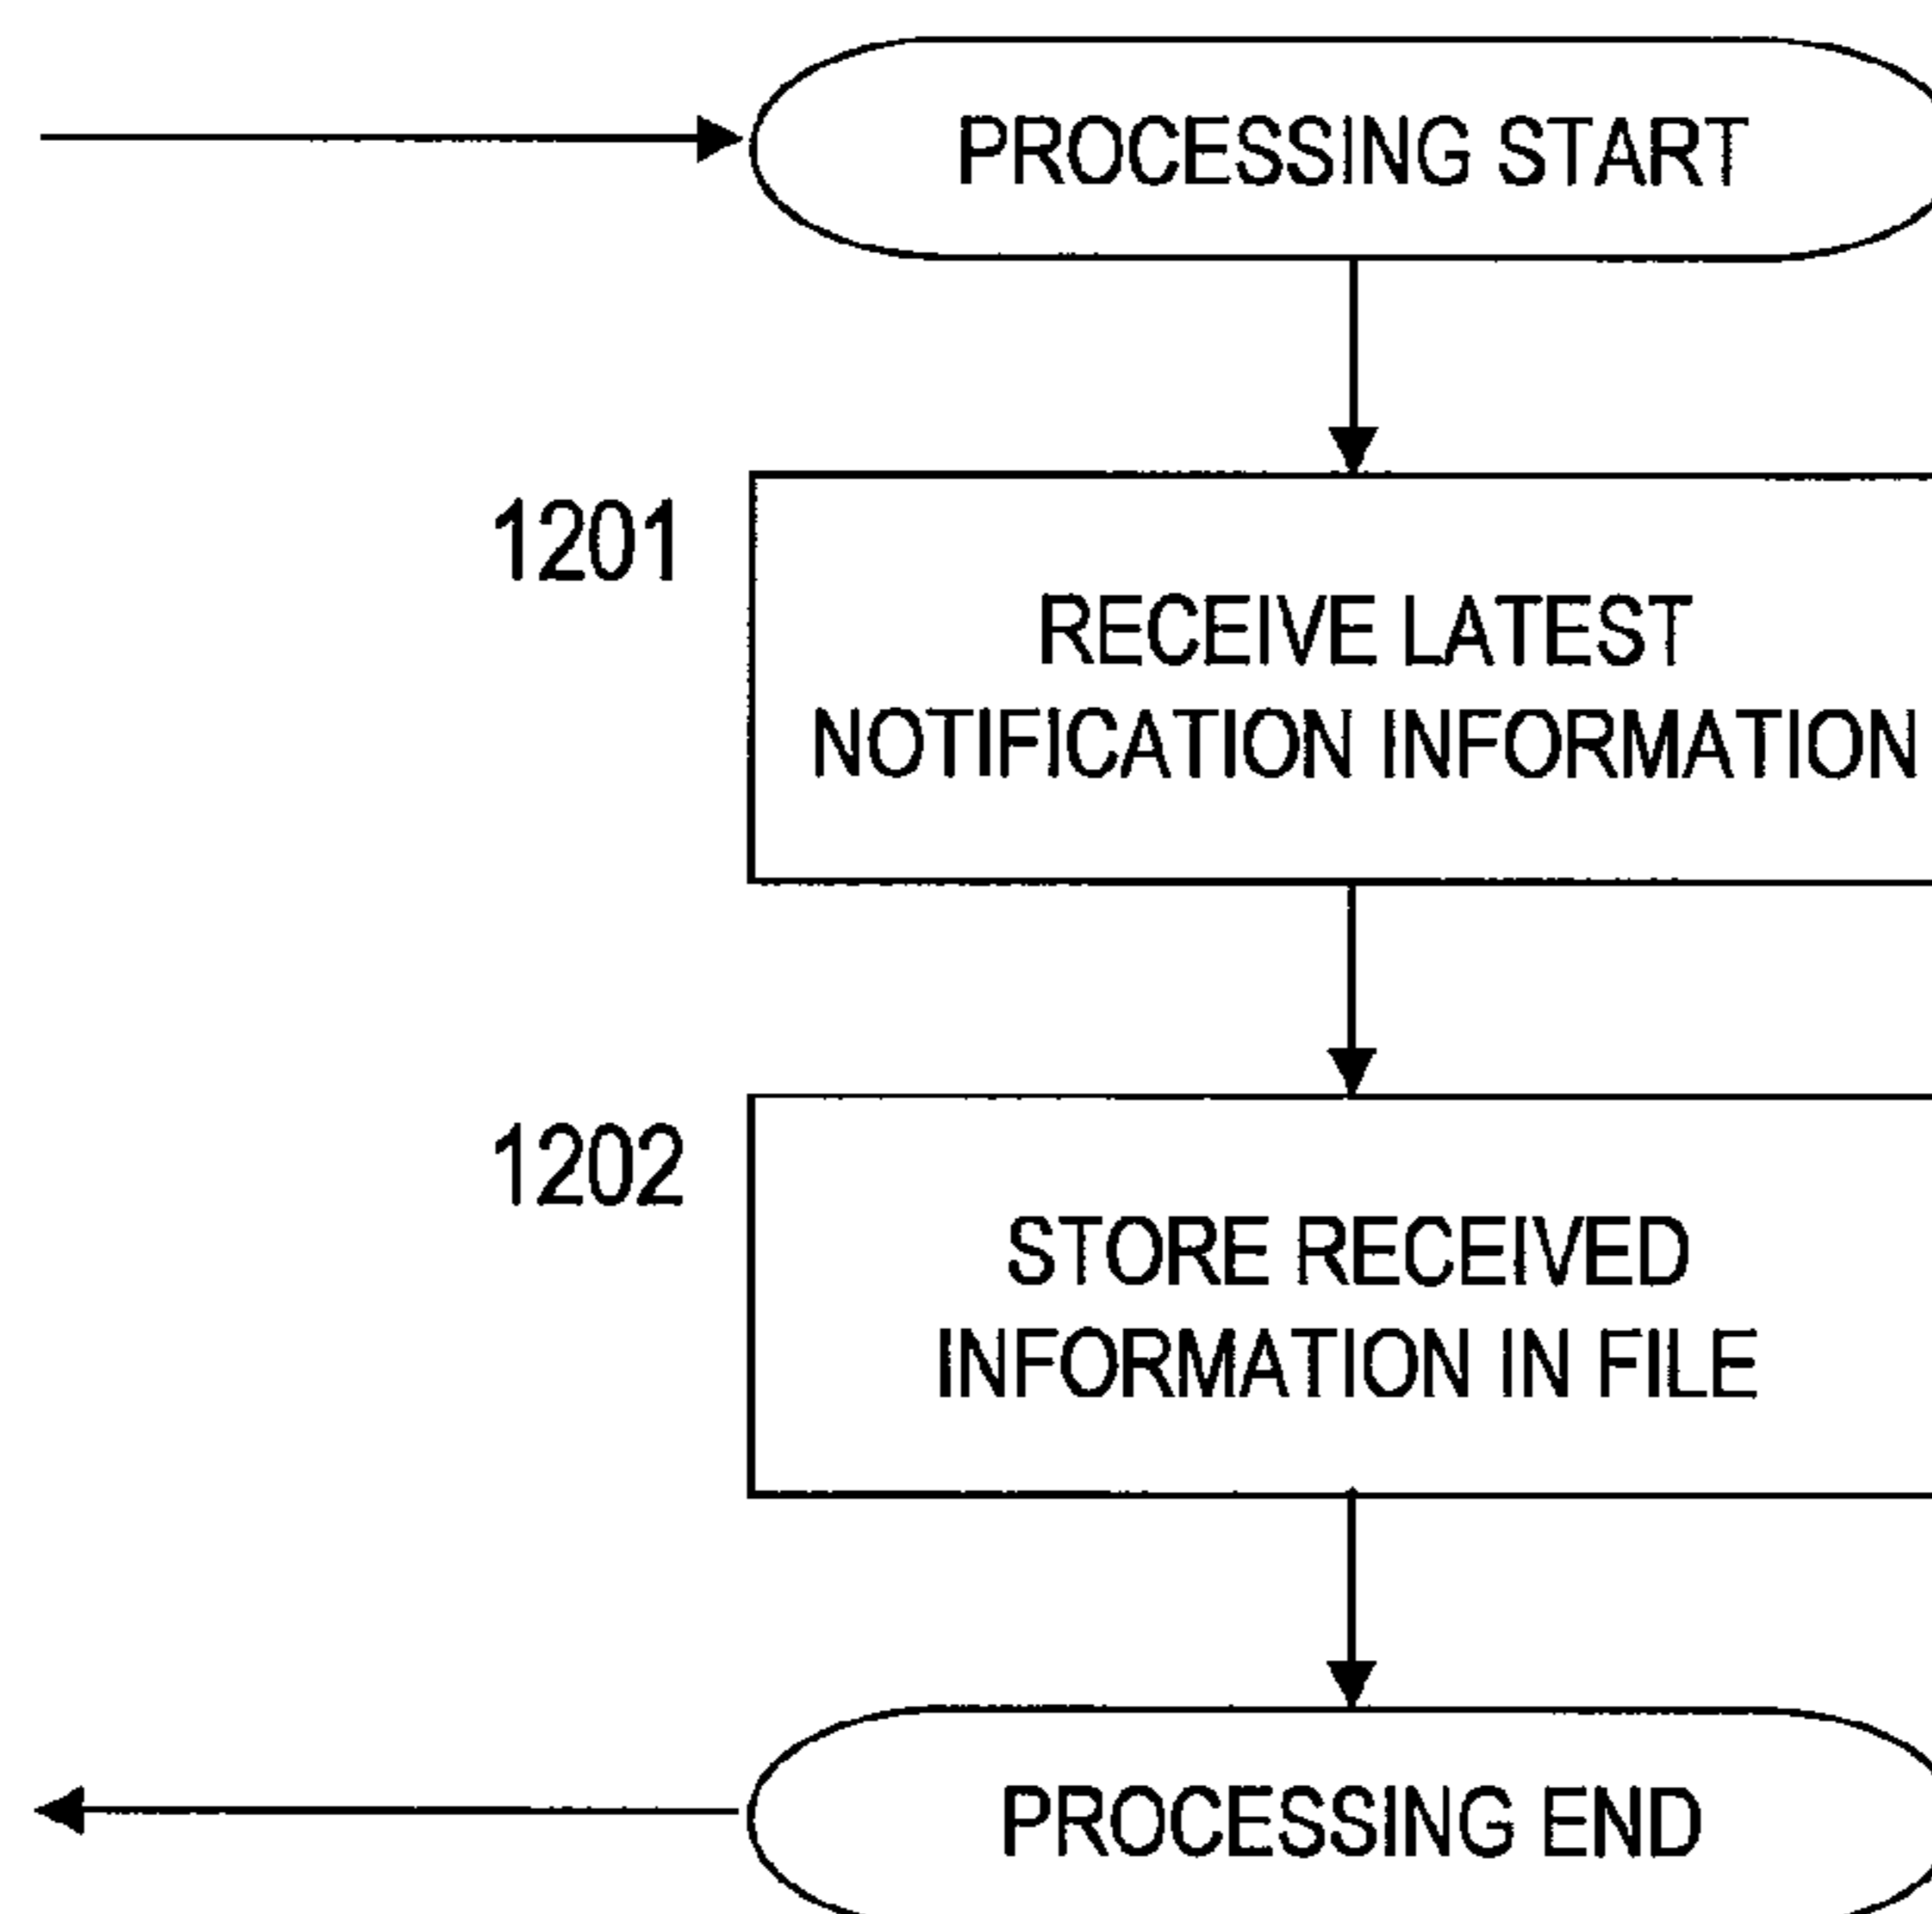 PROCESSING START
1201
RECEIVE LATEST
NOTIFICATION INFORMATION
1202
STORE RECEIVED
INFORMATION IN FILE
PROCESSING END